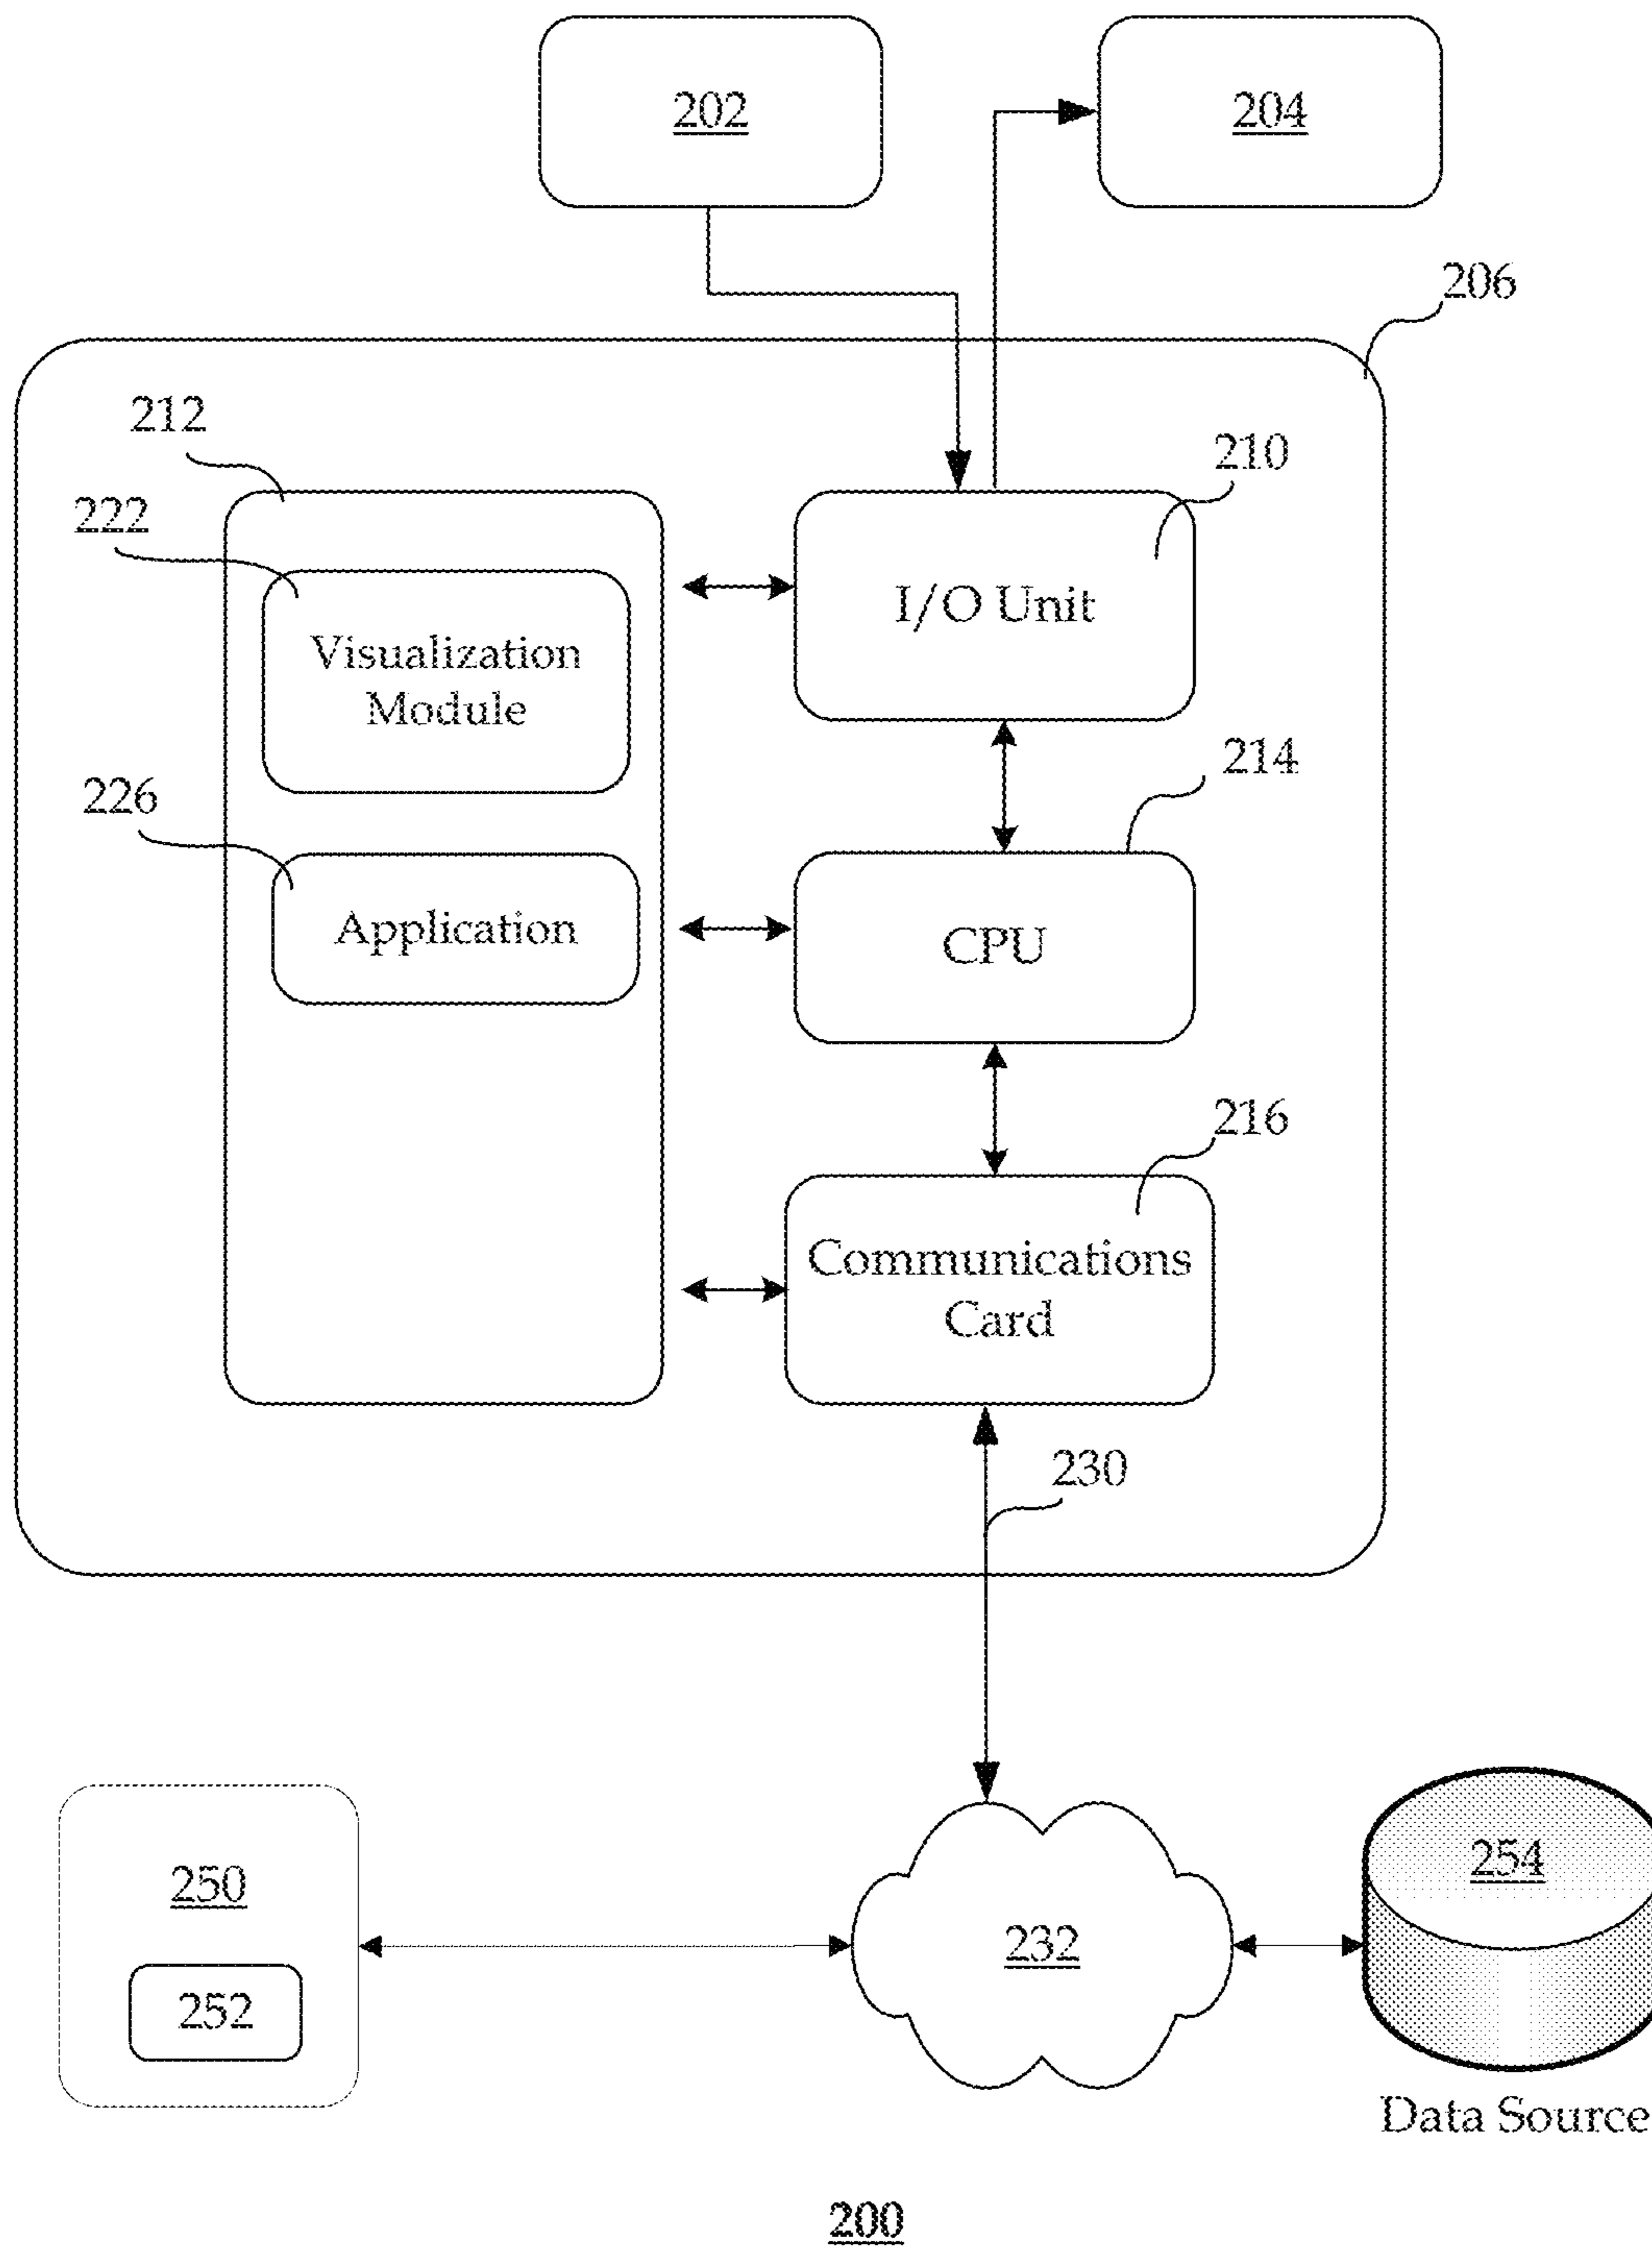 202
204
206
212
210
222
I/O Unit
Visualization
Module
214
226
Application
CPU
216
Communications
Card
230
254
250
232
252
Data Source
200